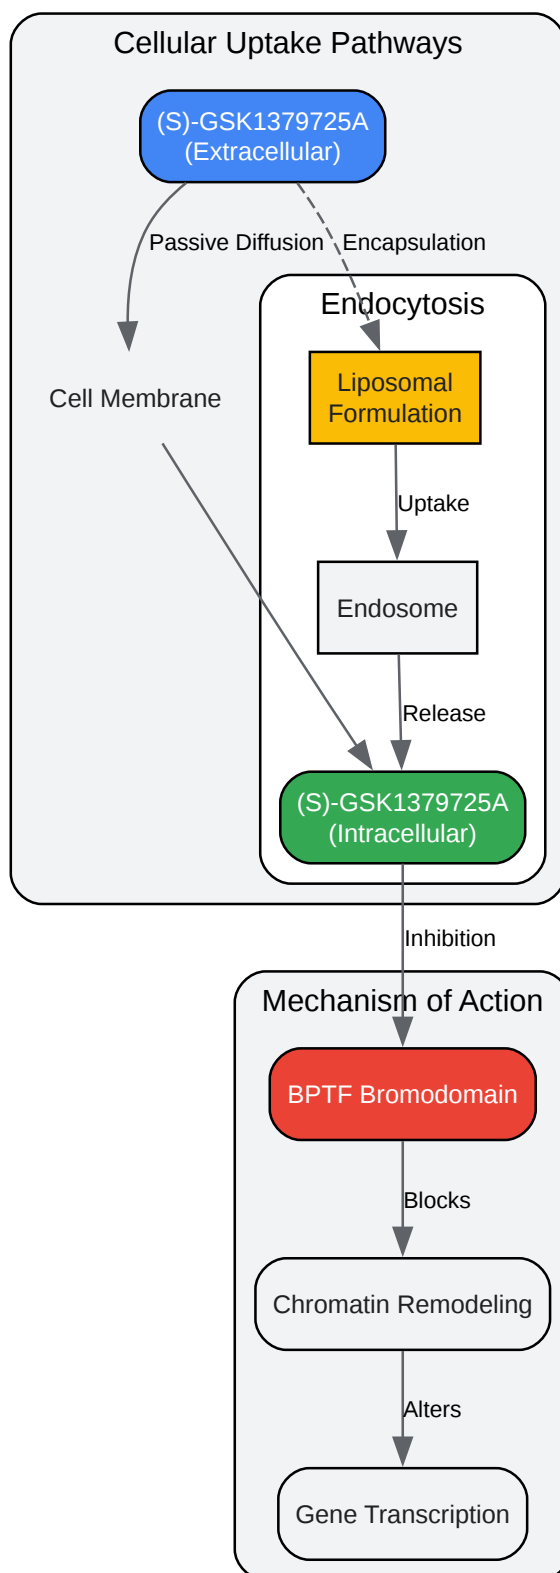 Cellular Uptake Pathways
(S)-GSK1379725A
(Extracellular)
Passive Diffusion
Encapsulation
Endocytosis
Cell Membrane
Liposomal
Formulation
Uptake
Endosome
Release
(S)-GSK1379725A
(Intracellular)
Inhibition
Mechanism of Action
BPTF Bromodomain
Blocks
Chromatin Remodeling
Alters
Gene Transcription